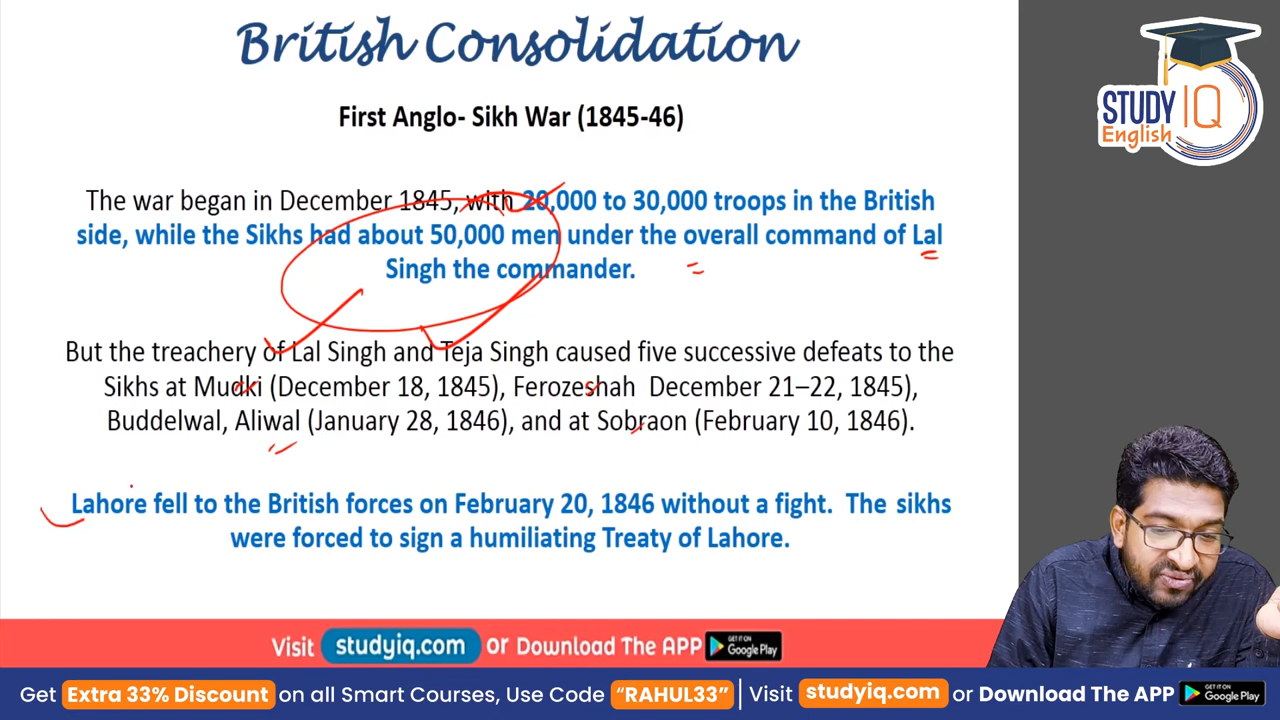 British Consolidation
STUDY IQ
English
First Anglo- Sikh War (1845-46)
The war began in December 1845, with 20,000 to 30,000 troops in the British
side, while the Sikhs had about 50,000 men under the overall command of Lal
Singh the commander.
But the treachery of Lal Singh and Teja Singh caused five successive defeats to the
Sikhs at Mudki (December 18, 1845), Ferozeshah December 21–22, 1845),
Buddelwal, Aliwal (January 28, 1846), and at Sobraon (February 10, 1846).
Lahore fell to the British forces on February 20, 1846 without a fight. The sikhs
were forced to sign a humiliating Treaty of Lahore.
Visit studyiq.com or Download The APP GET IT ON Google Play
Get Extra 33% Discount on all Smart Courses, Use Code “RAHUL33” | Visit studyiq.com or Download The APP GET IT ON Google Play